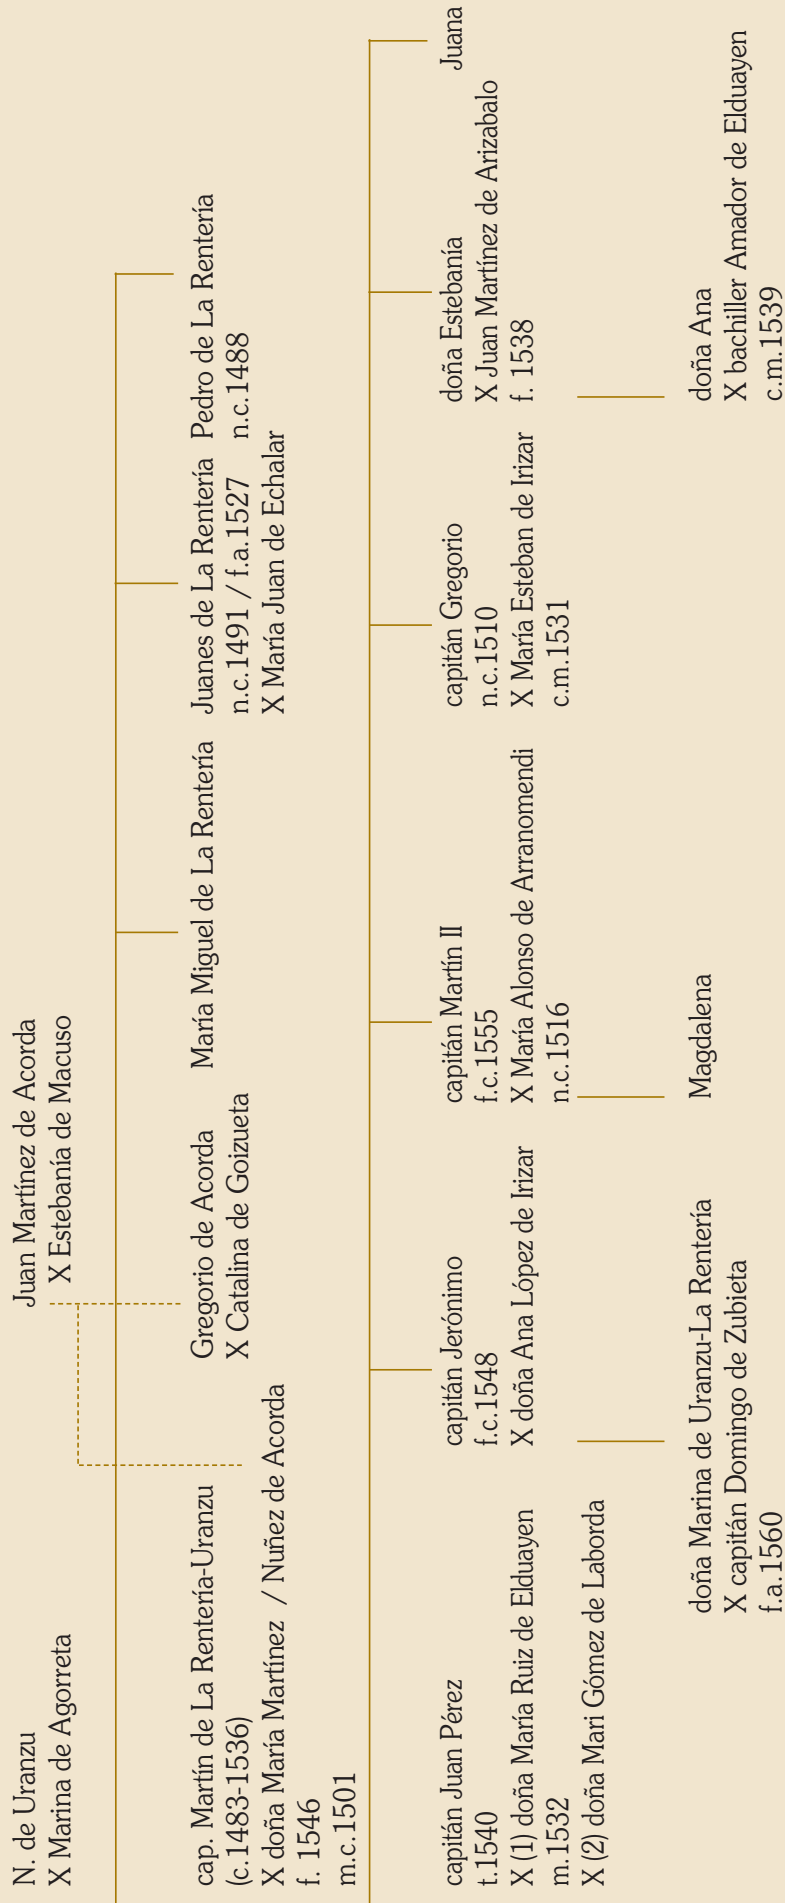 N. de Uranzu
X Marina de Agorreta
Juan Martínez de Acorda
X Estebanía de Macuso
cap. Martín de La Rentería-Uranzu
(c.1483-1536)
X doña María Martínez / Nuñez de Acorda
f. 1546
m.c.1501
Gregorio de Acorda
X Catalina de Goizueta
María Miguel de La Rentería
Juanes de La Rentería
n.c.1491 / f.a.1527
X María Juan de Echalar
Pedro de La Rentería
n.c.1488
capitán Juan Pérez
t.1540
X (1) doña María Ruiz de Elduayen
m.1532
X (2) doña Mari Gómez de Laborda
capitán Jerónimo
f.c.1548
X doña Ana López de Irizar
capitán Martín II
f.c.1555
X María Alonso de Arranomendi
n.c.1516
capitán Gregorio
n.c.1510
X María Esteban de Irizar
c.m.1531
doña Estebanía
X Juan Martínez de Arizabalo
f. 1538
Juana
doña Marina de Uranzu-La Rentería
X capitán Domingo de Zubieta
f.a.1560
Magdalena
doña Ana
X bachiller Amador de Elduayen
c.m.1539